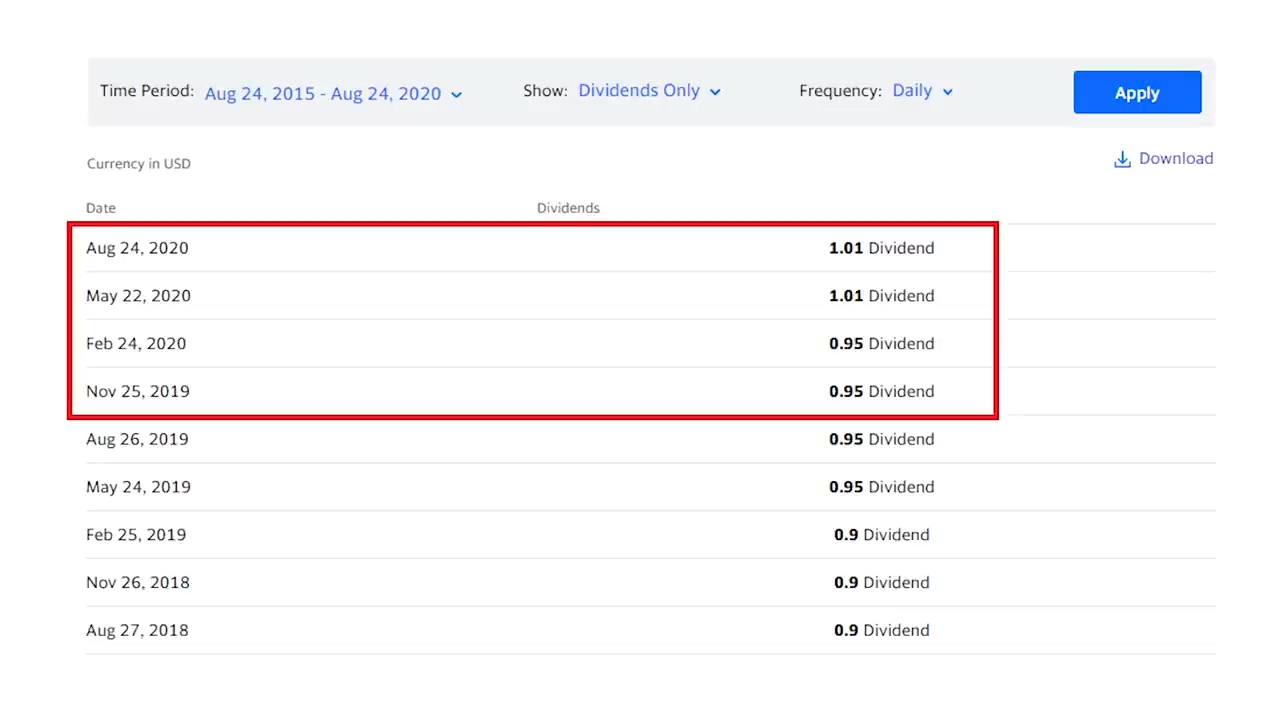 Time Period: Aug 24, 2015 - Aug 24, 2020 Show: Dividends Only Frequency: Daily Apply
Currency in USD Download
Date Dividends
Aug 24, 2020 1.01 Dividend
May 22, 2020 1.01 Dividend
Feb 24, 2020 0.95 Dividend
Nov 25, 2019 0.95 Dividend
Aug 26, 2019 0.95 Dividend
May 24, 2019 0.95 Dividend
Feb 25, 2019 0.9 Dividend
Nov 26, 2018 0.9 Dividend
Aug 27, 2018 0.9 Dividend